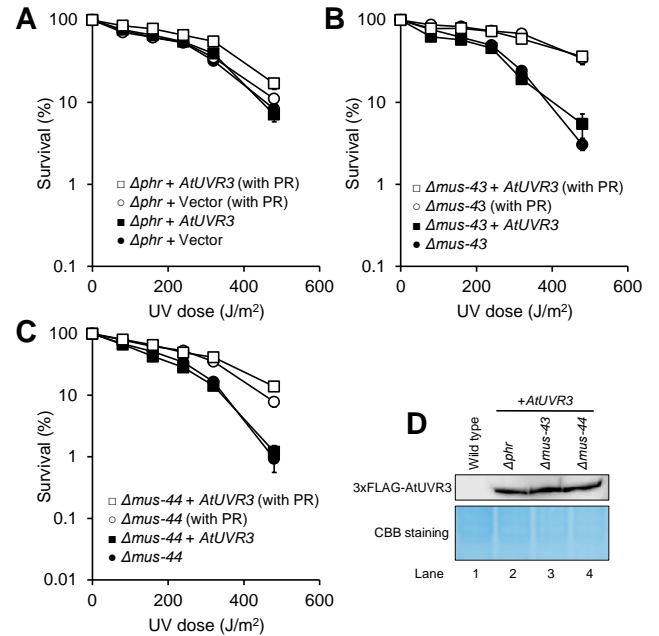 A
100
10
1
0.1
Survival (%)
□ Δphr + AtUVR3 (with PR)
○ Δphr + Vector (with PR)
■ Δphr + AtUVR3
● Δphr + Vector
0 200 400 600
UV dose (J/m²)
B
100
10
1
0.1
Survival (%)
□ Δmus-43 + AtUVR3 (with PR)
○ Δmus-43 (with PR)
■ Δmus-43 + AtUVR3
● Δmus-43
0 200 400 600
UV dose (J/m²)
C
100
10
1
0.1
0.01
Survival (%)
□ Δmus-44 + AtUVR3 (with PR)
○ Δmus-44 (with PR)
■ Δmus-44 + AtUVR3
● Δmus-44
0 200 400 600
UV dose (J/m²)
D
+AtUVR3
Wild type
Δphr
Δmus-43
Δmus-44
3xFLAG-AtUVR3
CBB staining
Lane 1 2 3 4